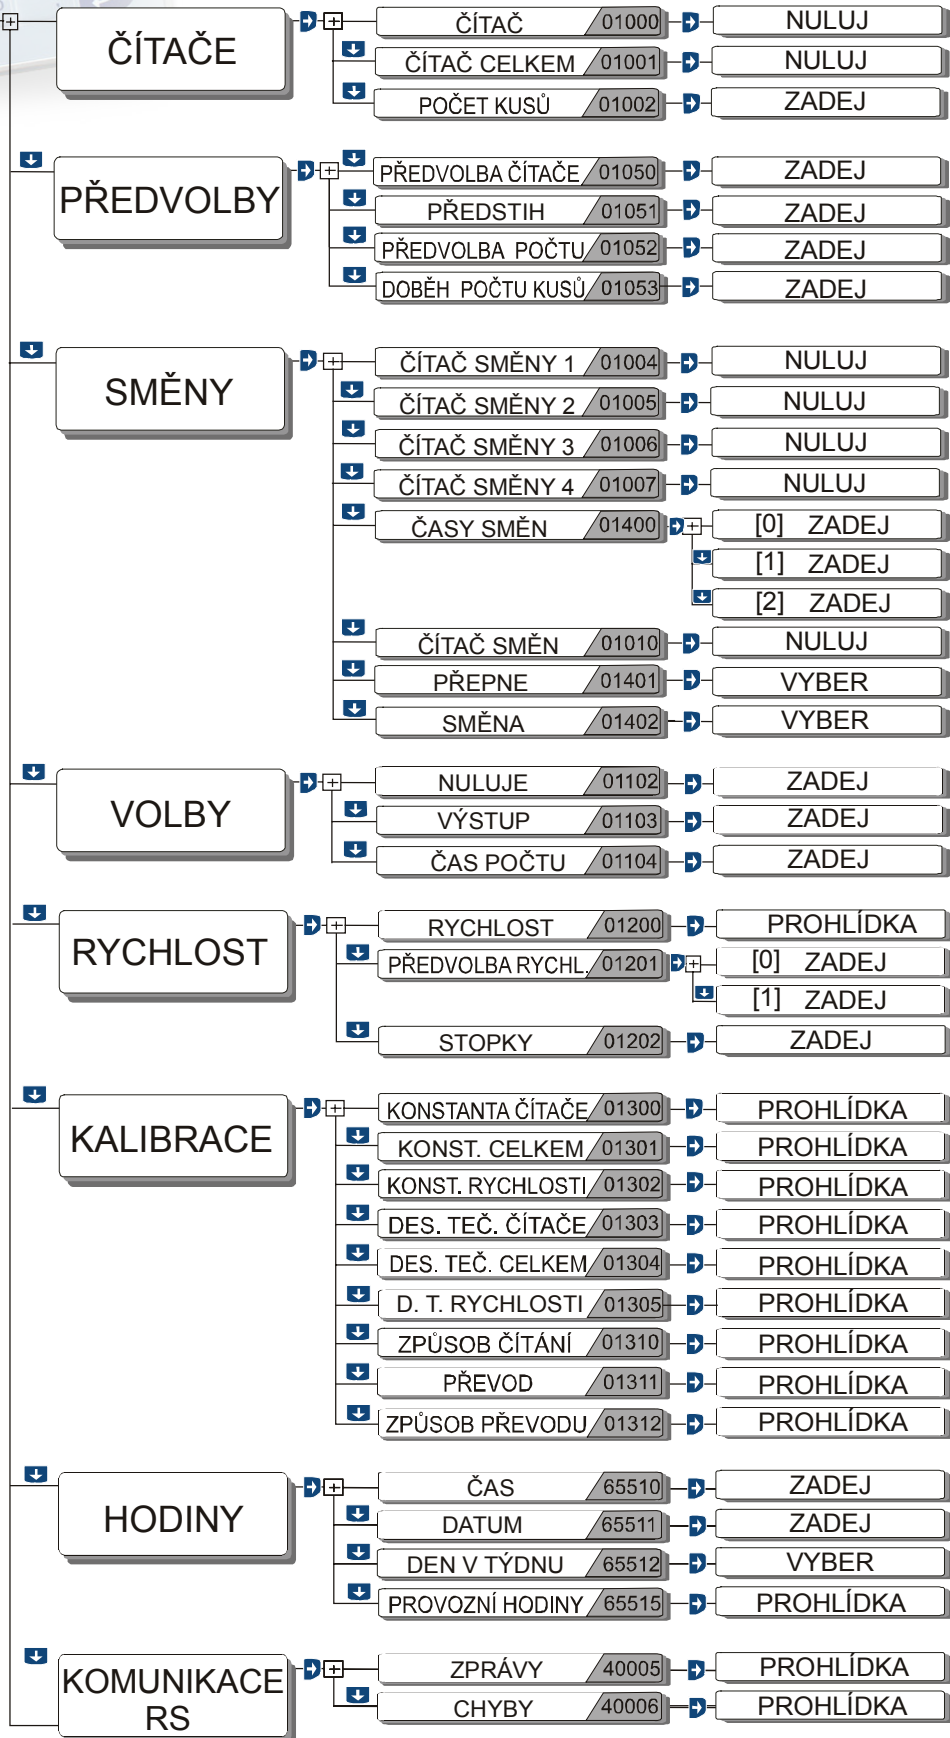 ČÍTAČE
ČÍTAČ 01000 NULUJ
ČÍTAČ CELKEM 01001 NULUJ
POČET KUSŮ 01002 ZADEJ
PŘEDVOLBY
PŘEDVOLBA ČÍTAČE 01050 ZADEJ
PŘEDSTIH 01051 ZADEJ
PŘEDVOLBA POČTU 01052 ZADEJ
DOBĚH POČTU KUSŮ 01053 ZADEJ
SMĚNY
ČÍTAČ SMĚNY 1 01004 NULUJ
ČÍTAČ SMĚNY 2 01005 NULUJ
ČÍTAČ SMĚNY 3 01006 NULUJ
ČÍTAČ SMĚNY 4 01007 NULUJ
ČASY SMĚN 01400 [0] ZADEJ
[1] ZADEJ
[2] ZADEJ
ČÍTAČ SMĚN 01010 NULUJ
PŘEPNE 01401 VYBER
SMĚNA 01402 VYBER
VOLBY
NULUJE 01102 ZADEJ
VÝSTUP 01103 ZADEJ
ČAS POČTU 01104 ZADEJ
RYCHLOST
RYCHLOST 01200 PROHLÍDKA
PŘEDVOLBA RYCHL. 01201 [0] ZADEJ
[1] ZADEJ
STOPKY 01202 ZADEJ
KALIBRACE
KONSTANTA ČÍTAČE 01300 PROHLÍDKA
KONST. CELKEM 01301 PROHLÍDKA
KONST. RYCHLOSTI 01302 PROHLÍDKA
DES. TEČ. ČÍTAČE 01303 PROHLÍDKA
DES. TEČ. CELKEM 01304 PROHLÍDKA
D. T. RYCHLOSTI 01305 PROHLÍDKA
ZPŮSOB ČÍTÁNÍ 01310 PROHLÍDKA
PŘEVOD 01311 PROHLÍDKA
ZPŮSOB PŘEVODU 01312 PROHLÍDKA
HODINY
ČAS 65510 ZADEJ
DATUM 65511 ZADEJ
DEN V TÝDNU 65512 VYBER
PROVOZNÍ HODINY 65515 PROHLÍDKA
KOMUNIKACE
RS
ZPRÁVY 40005 PROHLÍDKA
CHYBY 40006 PROHLÍDKA